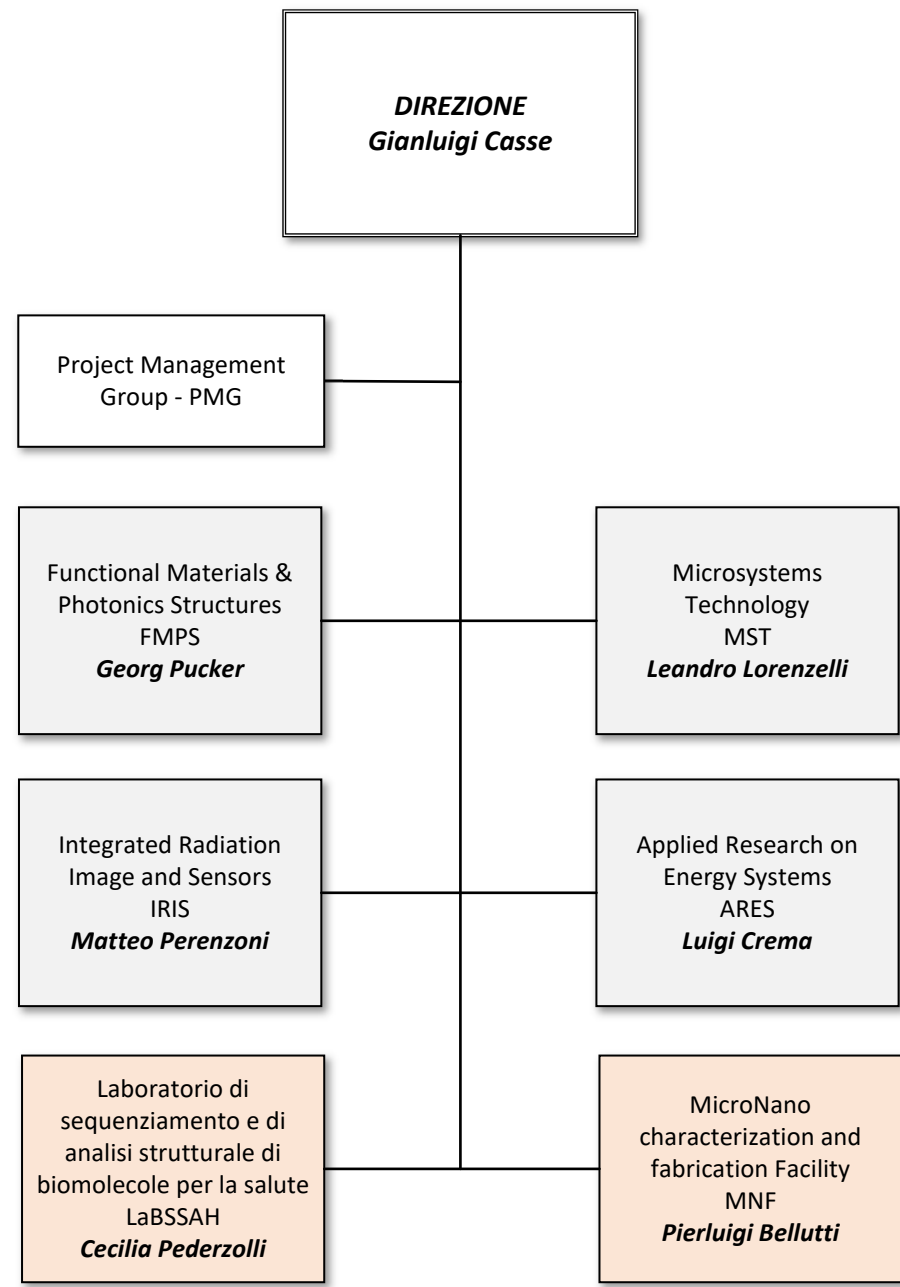 DIREZIONE
Gianluigi Casse
Project Management
Group - PMG
Functional Materials &
Photonics Structures
FMPS
Georg Pucker
Microsystems
Technology
MST
Leandro Lorenzelli
Integrated Radiation
Image and Sensors
IRIS
Matteo Perenzoni
Applied Research on
Energy Systems
ARES
Luigi Crema
Laboratorio di
sequenziamento e di
analisi strutturale di
biomolecole per la salute
LaBSSAH
Cecilia Pederzolli
MicroNano
characterization and
fabrication Facility
MNF
Pierluigi Bellutti